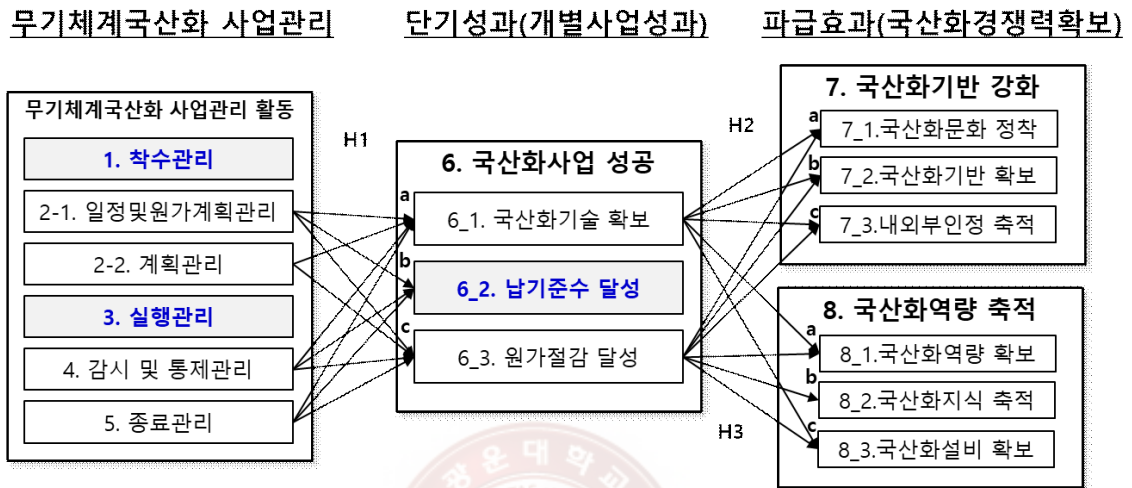 무기체계국산화 사업관리
단기성과(개별사업성과)
파급효과(국산화경쟁력확보)
무기체계국산화 사업관리 활동
1. 착수관리
2-1. 일정및원가계획관리
2-2. 계획관리
3. 실행관리
4. 감시 및 통제관리
5. 종료관리
H1
6. 국산화사업 성공
a
6_1. 국산화기술 확보
b
6_2. 납기준수 달성
c
6_3. 원가절감 달성
H2
H3
7. 국산화기반 강화
a
7_1.국산화문화 정착
b
7_2.국산화기반 확보
c
7_3.내외부인정 축적
8. 국산화역량 축적
a
8_1.국산화역량 확보
b
8_2.국산화지식 축적
c
8_3.국산화설비 확보
광운대학교